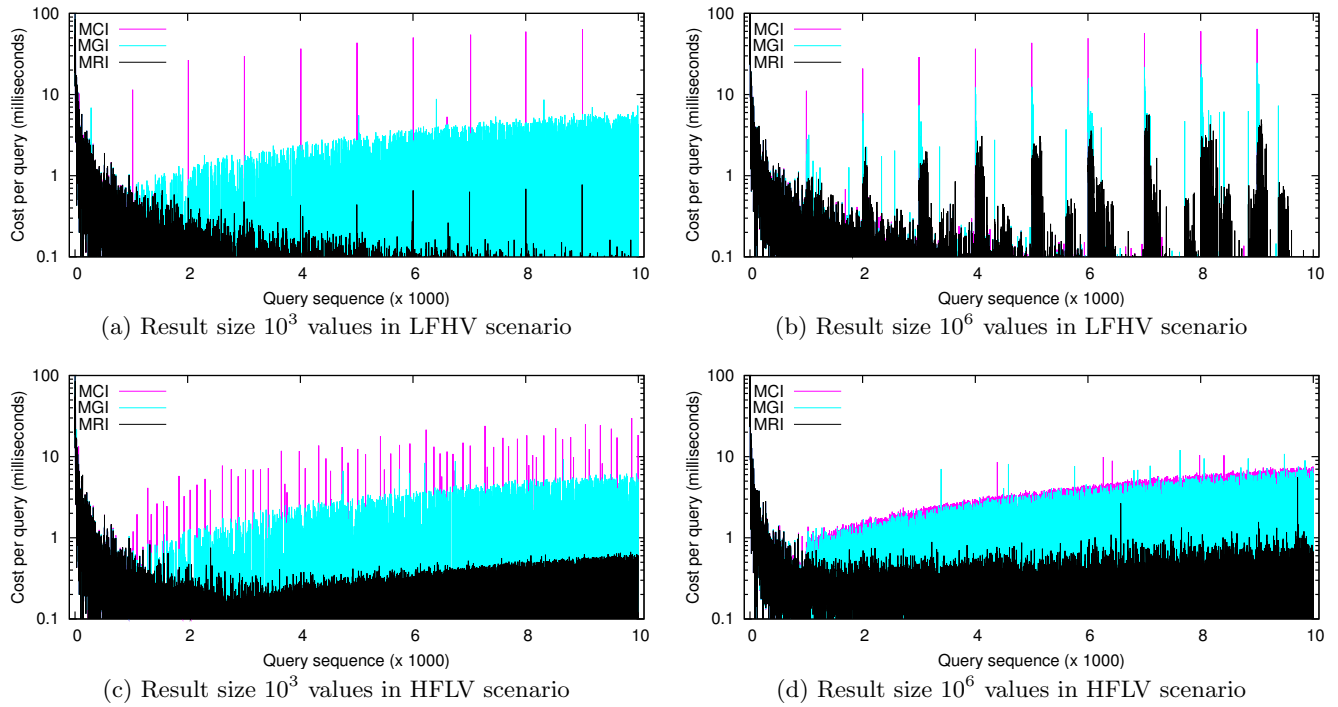 Cost per query (milliseconds)
100
10
1
0.1
MCI
MGI
MRI
0 2 4 6 8 10
Query sequence (x 1000)
(a) Result size 10³ values in LFHV scenario
Cost per query (milliseconds)
100
10
1
0.1
MCI
MGI
MRI
0 2 4 6 8 10
Query sequence (x 1000)
(b) Result size 10⁶ values in LFHV scenario
Cost per query (milliseconds)
100
10
1
0.1
MCI
MGI
MRI
0 2 4 6 8 10
Query sequence (x 1000)
(c) Result size 10³ values in HFLV scenario
Cost per query (milliseconds)
100
10
1
0.1
MCI
MGI
MRI
0 2 4 6 8 10
Query sequence (x 1000)
(d) Result size 10⁶ values in HFLV scenario